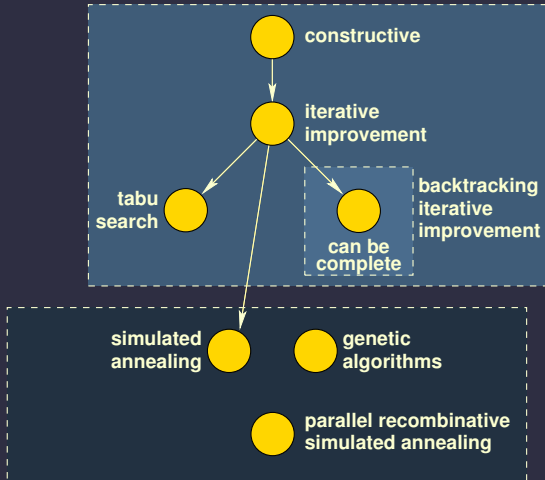 constructive
iterative
improvement
tabu
search
backtracking
iterative
improvement
can be
complete
simulated
annealing
genetic
algorithms
parallel recombinative
simulated annealing